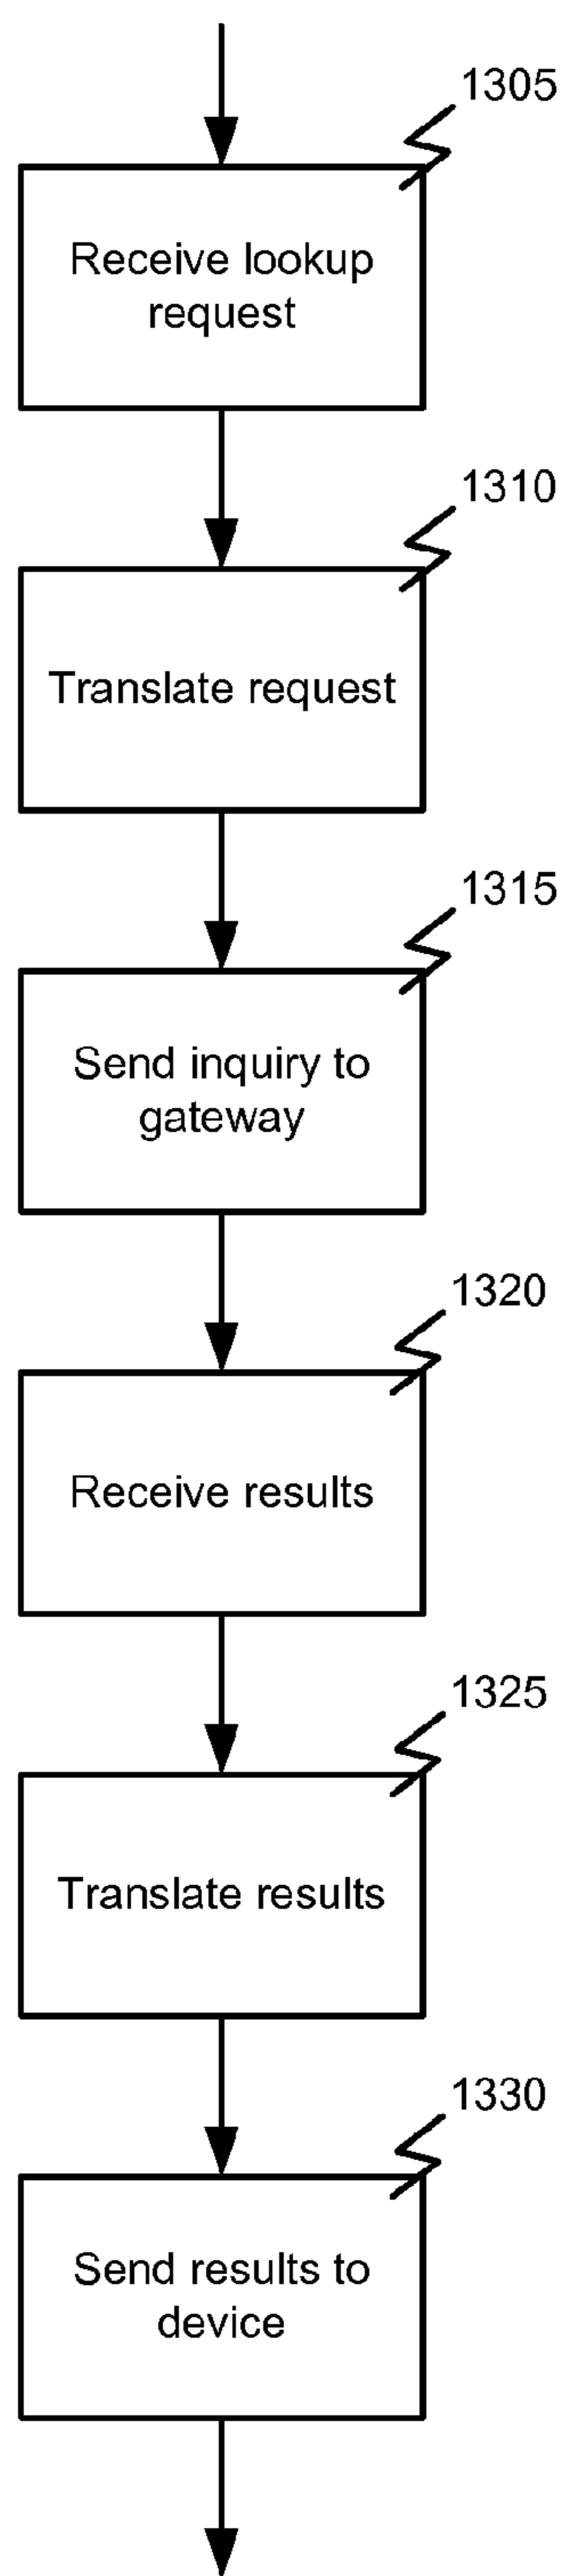 1305
Receive lookup
request
1310
Translate request
1315
Send inquiry to
gateway
1320
Receive results
1325
Translate results
1330
Send results to
device